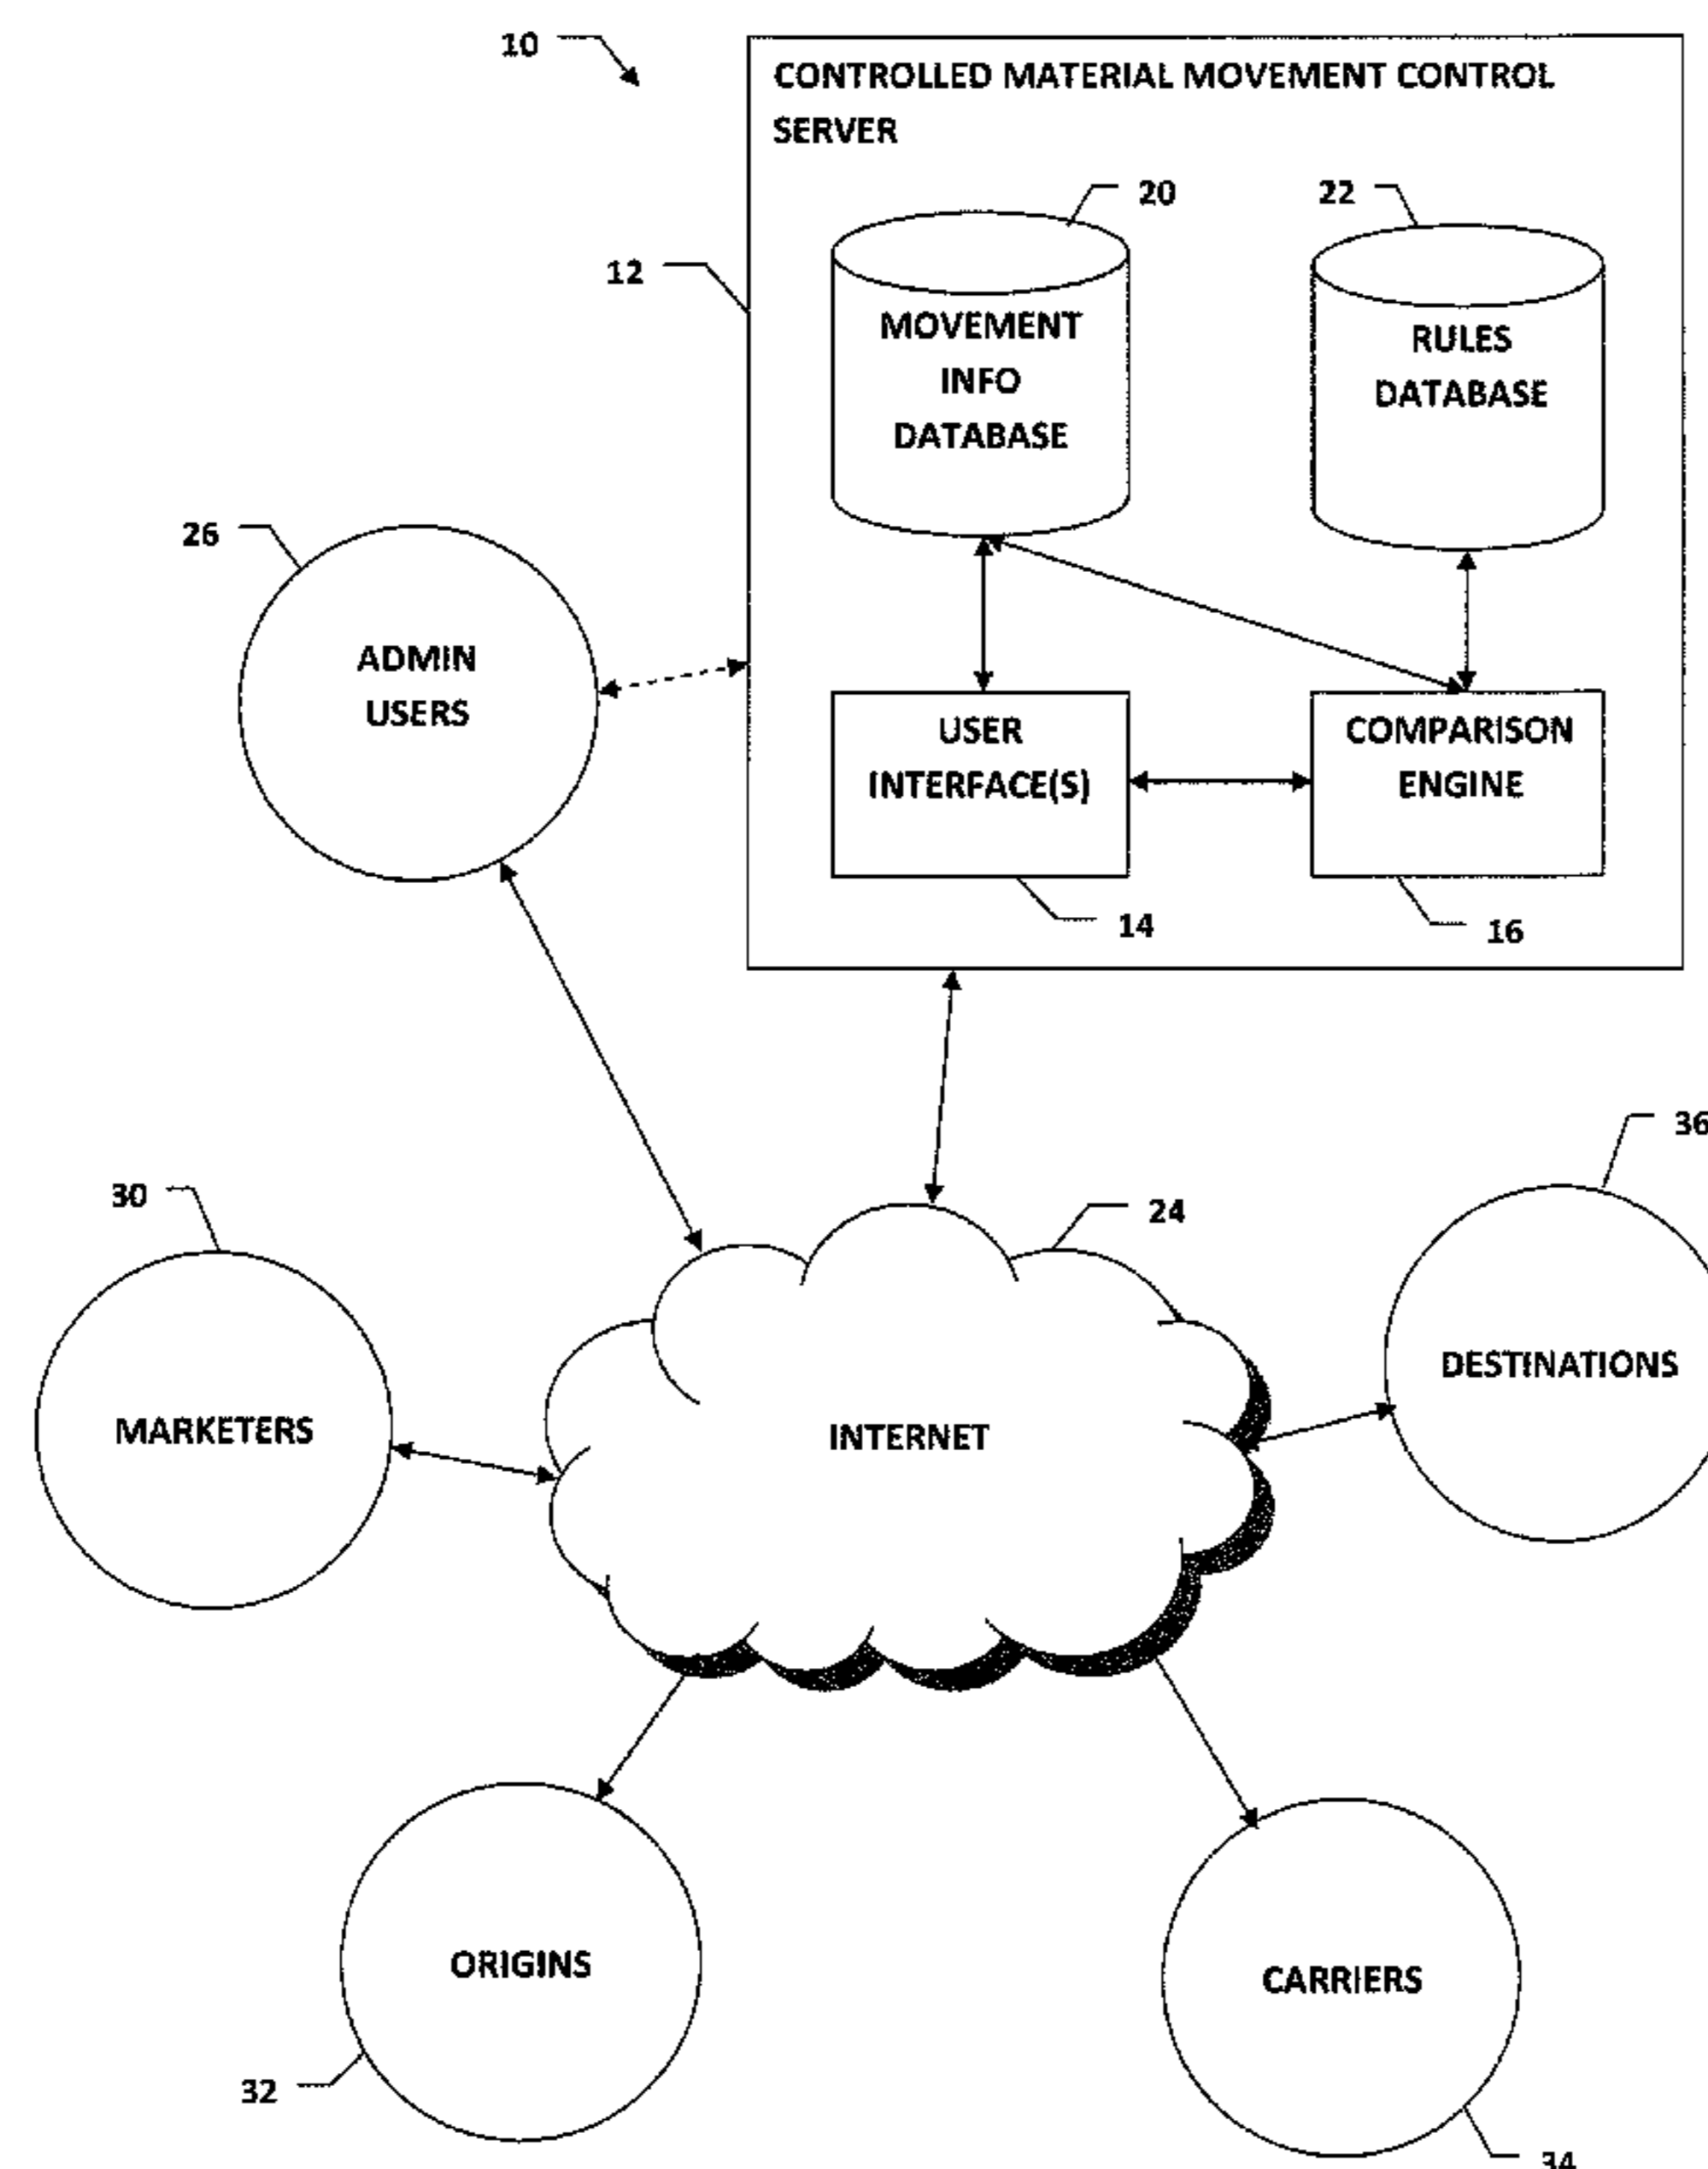 10
CONTROLLED MATERIAL MOVEMENT CONTROL
SERVER
20
22
12
MOVEMENT
INFO
DATABASE
RULES
DATABASE
26
ADMIN
USERS
USER
INTERFACE(S)
COMPARISON
ENGINE
14
16
36
30
24
DESTINATIONS
MARKETERS
INTERNET
ORIGINS
CARRIERS
32
34